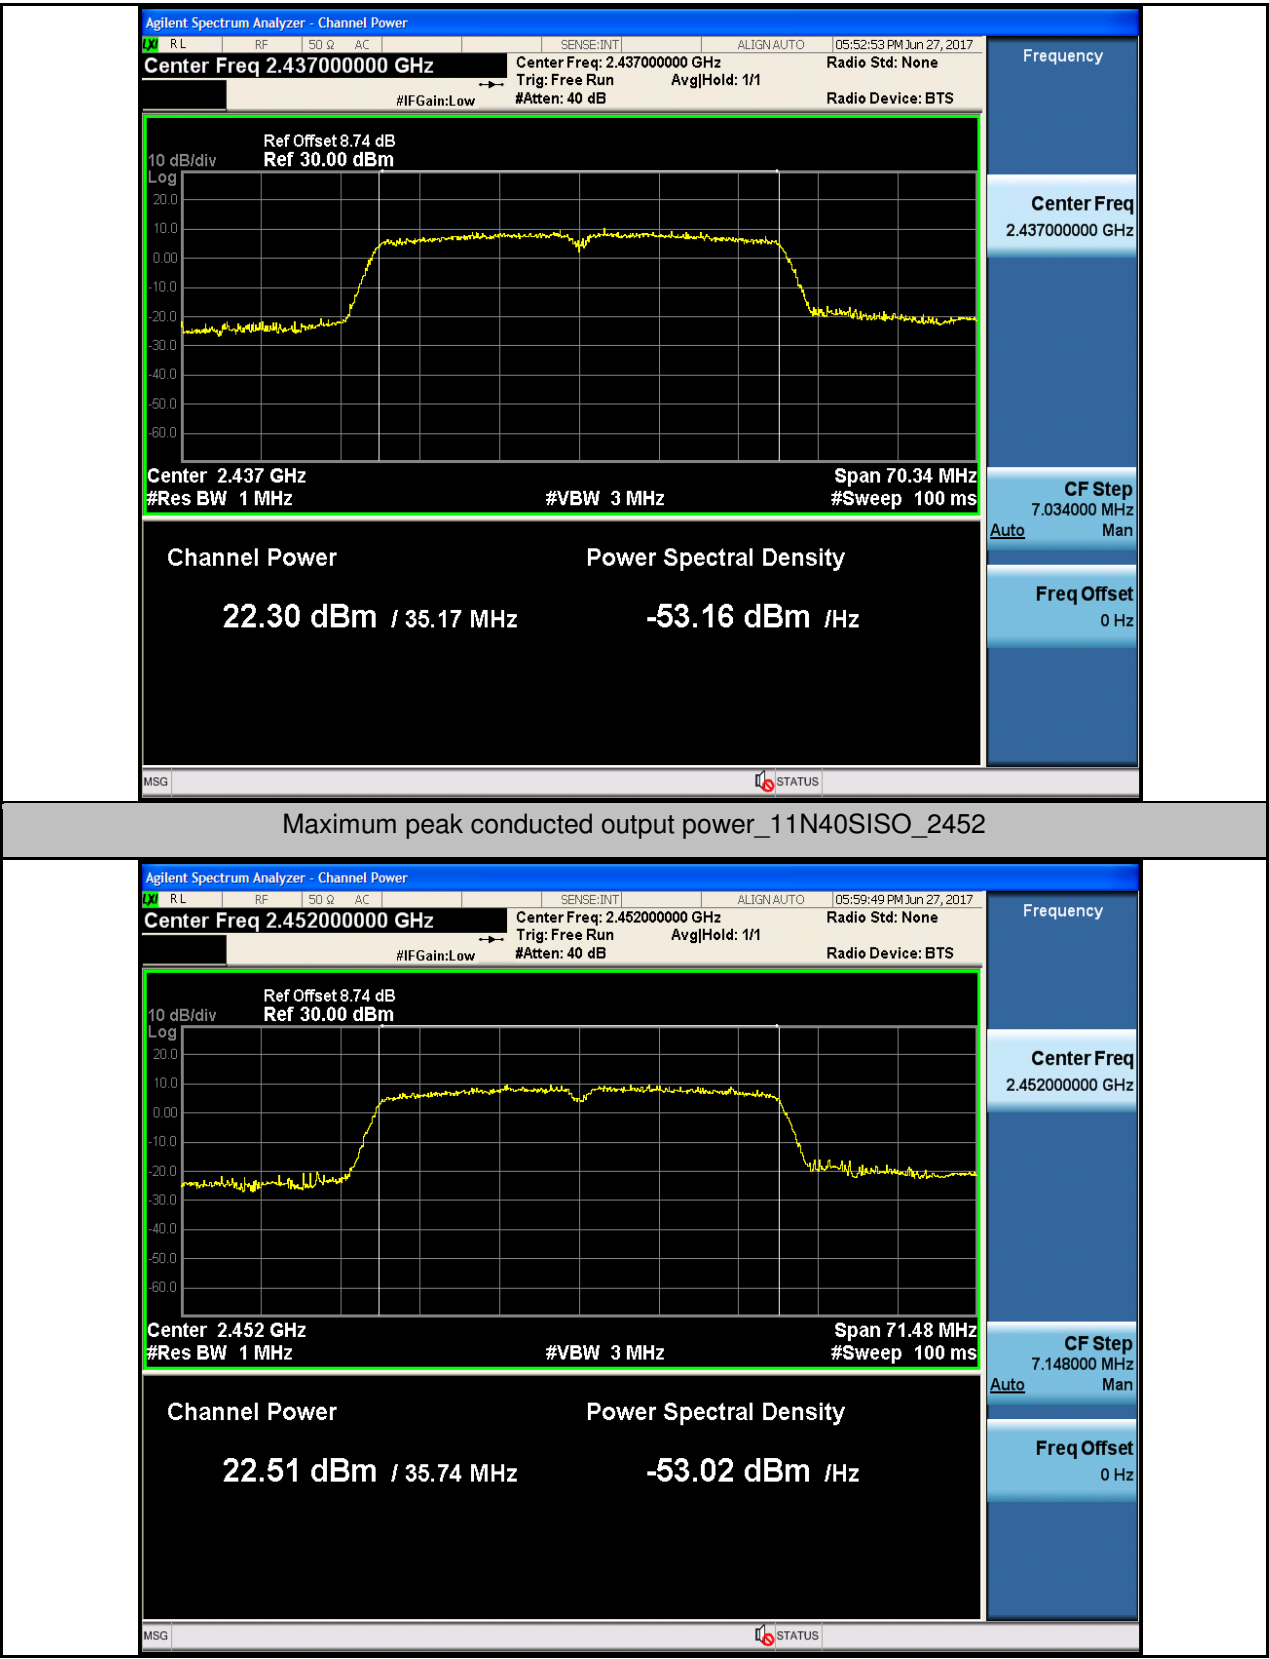 Agilent Spectrum Analyzer - Channel Power
LXI RL RF 50 Ω AC SENSE:INT ALIGN AUTO 05:52:53 PM Jun 27, 2017
Center Freq 2.437000000 GHz
Center Freq: 2.437000000 GHz Radio Std: None
Trig: Free Run Avg|Hold: 1/1
#IFGain:Low #Atten: 40 dB Radio Device: BTS
Frequency
Ref Offset 8.74 dB
10 dB/div Ref 30.00 dBm
Log
20.0
10.0
0.00
-10.0
-20.0
-30.0
-40.0
-50.0
-60.0
Center 2.437 GHz Span 70.34 MHz
#Res BW 1 MHz #VBW 3 MHz #Sweep 100 ms
Center Freq
2.437000000 GHz
CF Step
7.034000 MHz
Auto Man
Freq Offset
0 Hz
Channel Power Power Spectral Density
22.30 dBm / 35.17 MHz -53.16 dBm /Hz
MSG STATUS
Maximum peak conducted output power_11N40SISO_2452
Agilent Spectrum Analyzer - Channel Power
LXI RL RF 50 Ω AC SENSE:INT ALIGN AUTO 05:59:49 PM Jun 27, 2017
Center Freq 2.452000000 GHz
Center Freq: 2.452000000 GHz Radio Std: None
Trig: Free Run Avg|Hold: 1/1
#IFGain:Low #Atten: 40 dB Radio Device: BTS
Frequency
Ref Offset 8.74 dB
10 dB/div Ref 30.00 dBm
Log
20.0
10.0
0.00
-10.0
-20.0
-30.0
-40.0
-50.0
-60.0
Center 2.452 GHz Span 71.48 MHz
#Res BW 1 MHz #VBW 3 MHz #Sweep 100 ms
Center Freq
2.452000000 GHz
CF Step
7.148000 MHz
Auto Man
Freq Offset
0 Hz
Channel Power Power Spectral Density
22.51 dBm / 35.74 MHz -53.02 dBm /Hz
MSG STATUS